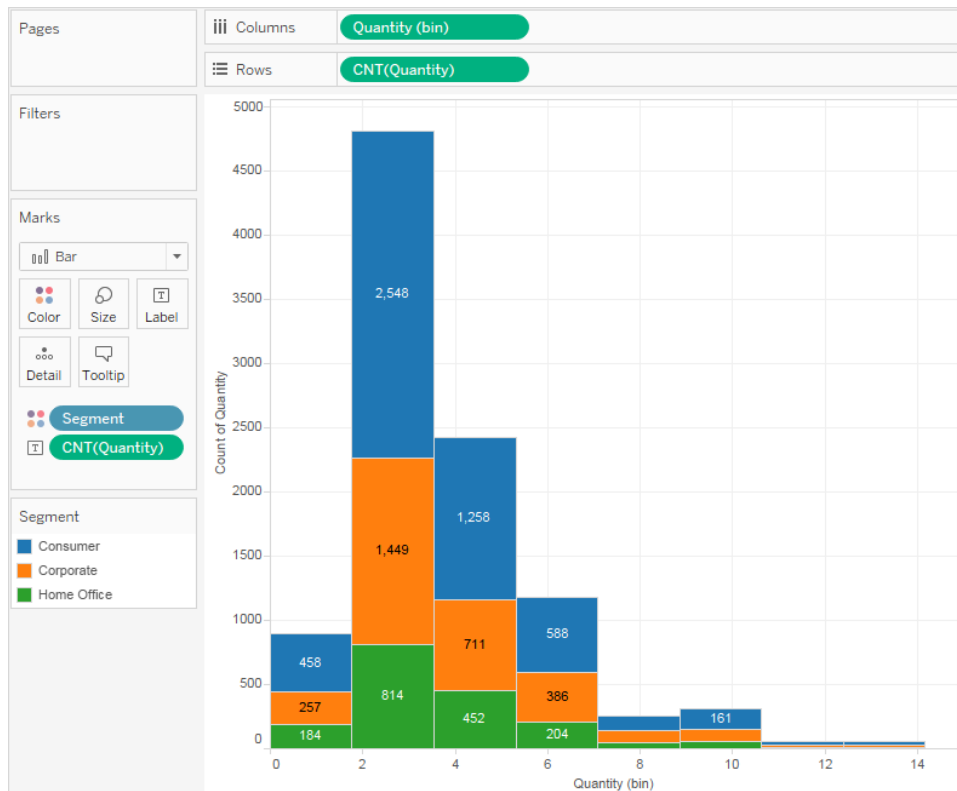 Pages
Columns
Quantity (bin)
Rows
CNT(Quantity)
Filters
Marks
Bar
Color
Size
T
Label
Detail
Tooltip
Segment
T
CNT(Quantity)
Segment
Consumer
Corporate
Home Office
Count of Quantity
5000
4500
4000
3500
3000
2500
2000
1500
1000
500
0
2,548
1,449
814
1,258
711
452
458
257
184
588
386
204
161
0 2 4 6 8 10 12 14
Quantity (bin)